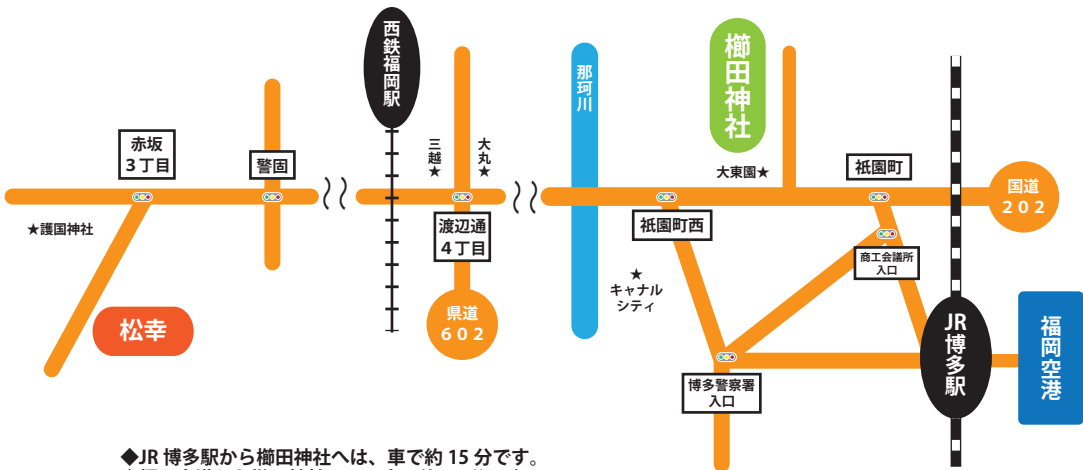 西鉄福岡駅
櫛田神社
那珂川
赤坂
3丁目
警固
三越★
大丸★
大東園★
祇園町
国道
202
★護国神社
渡辺通
4丁目
祇園町西
商工会議所
入口
★
キャナル
シティ
松幸
県道
602
JR博多駅
福岡空港
博多警察署
入口
◆JR 博多駅から櫛田神社へは、車で約 15 分です。